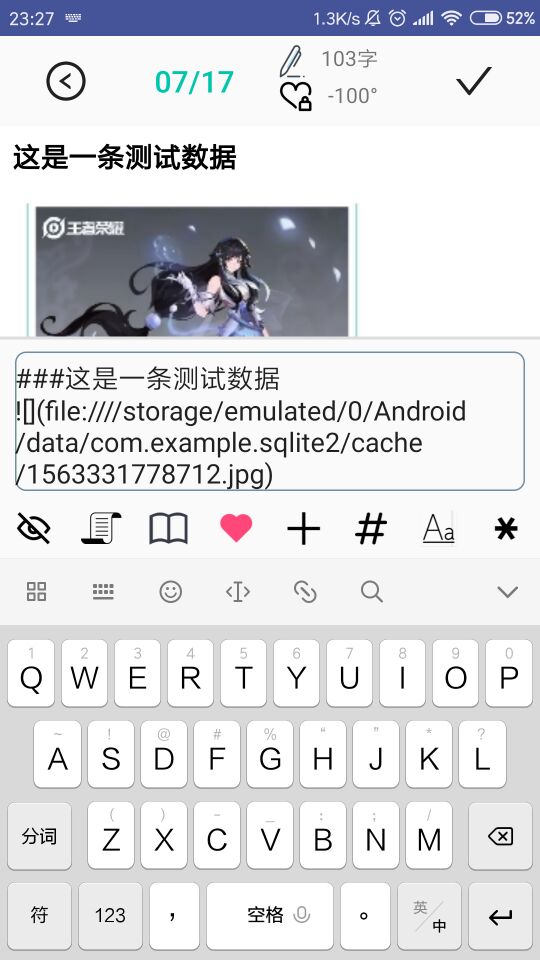 23:27
1.3K/s
52%
07/17
103字
-100°
这是一条测试数据
王者荣耀
###这是一条测试数据
![](file:////storage/emulated/0/Android
/data/com.example.sqlite2/cache
/1563331778712.jpg)
# Aa *
1 2 3 4 5 6 7 8 9 0
Q W E R T Y U I O P
~ ! @ # % “ ” * ?
A S D F G H J K L
( ) - _ : ; /
分词 Z X C V B N M
符 123 , 空格 。 英/中